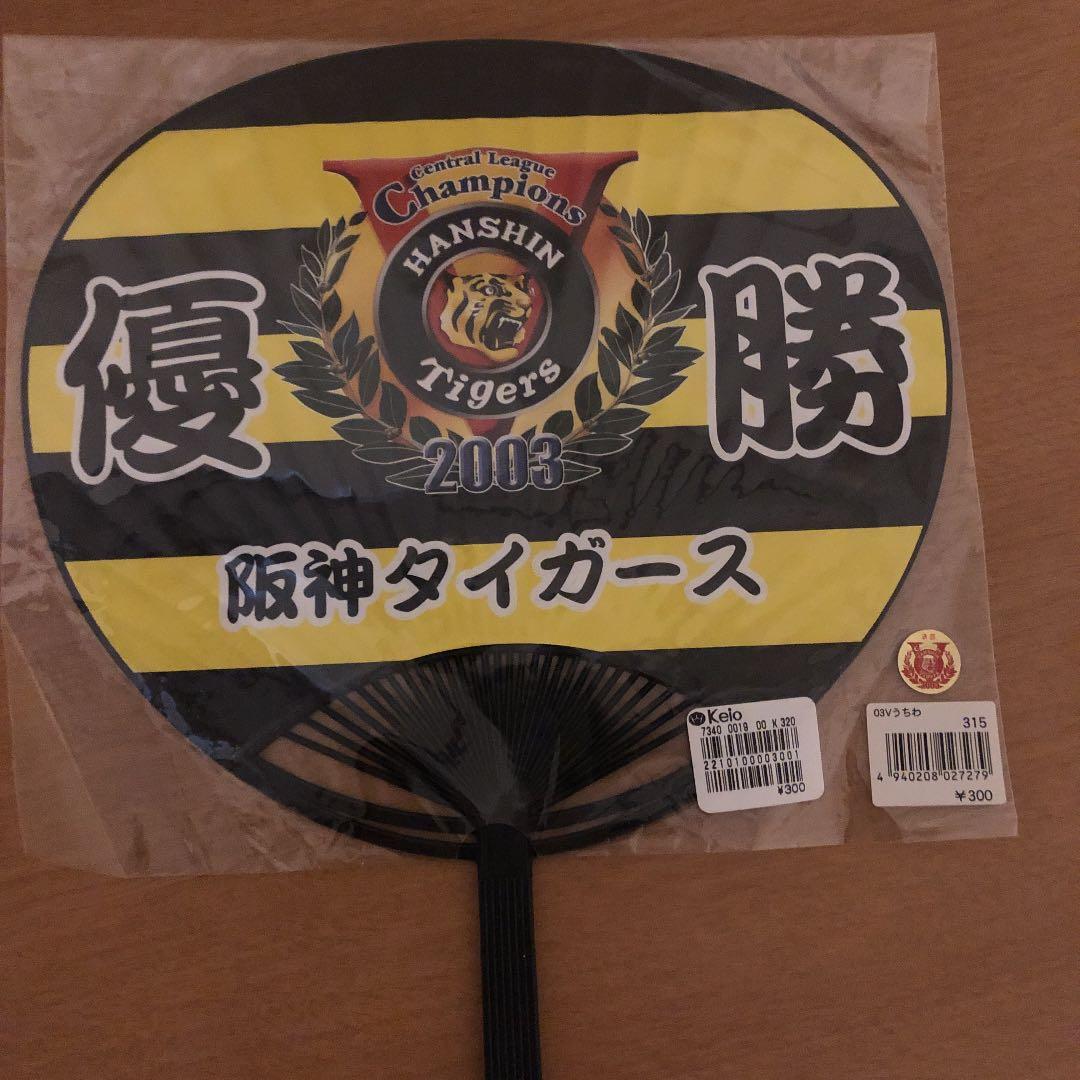 Central League
Champions
HANSHIN
Tigers
2003
優勝
阪神タイガース
Keio
7340 0019 00 K 320
2210100003001
¥300
2003
03Vうちわ
315
4 940208 027279
¥300